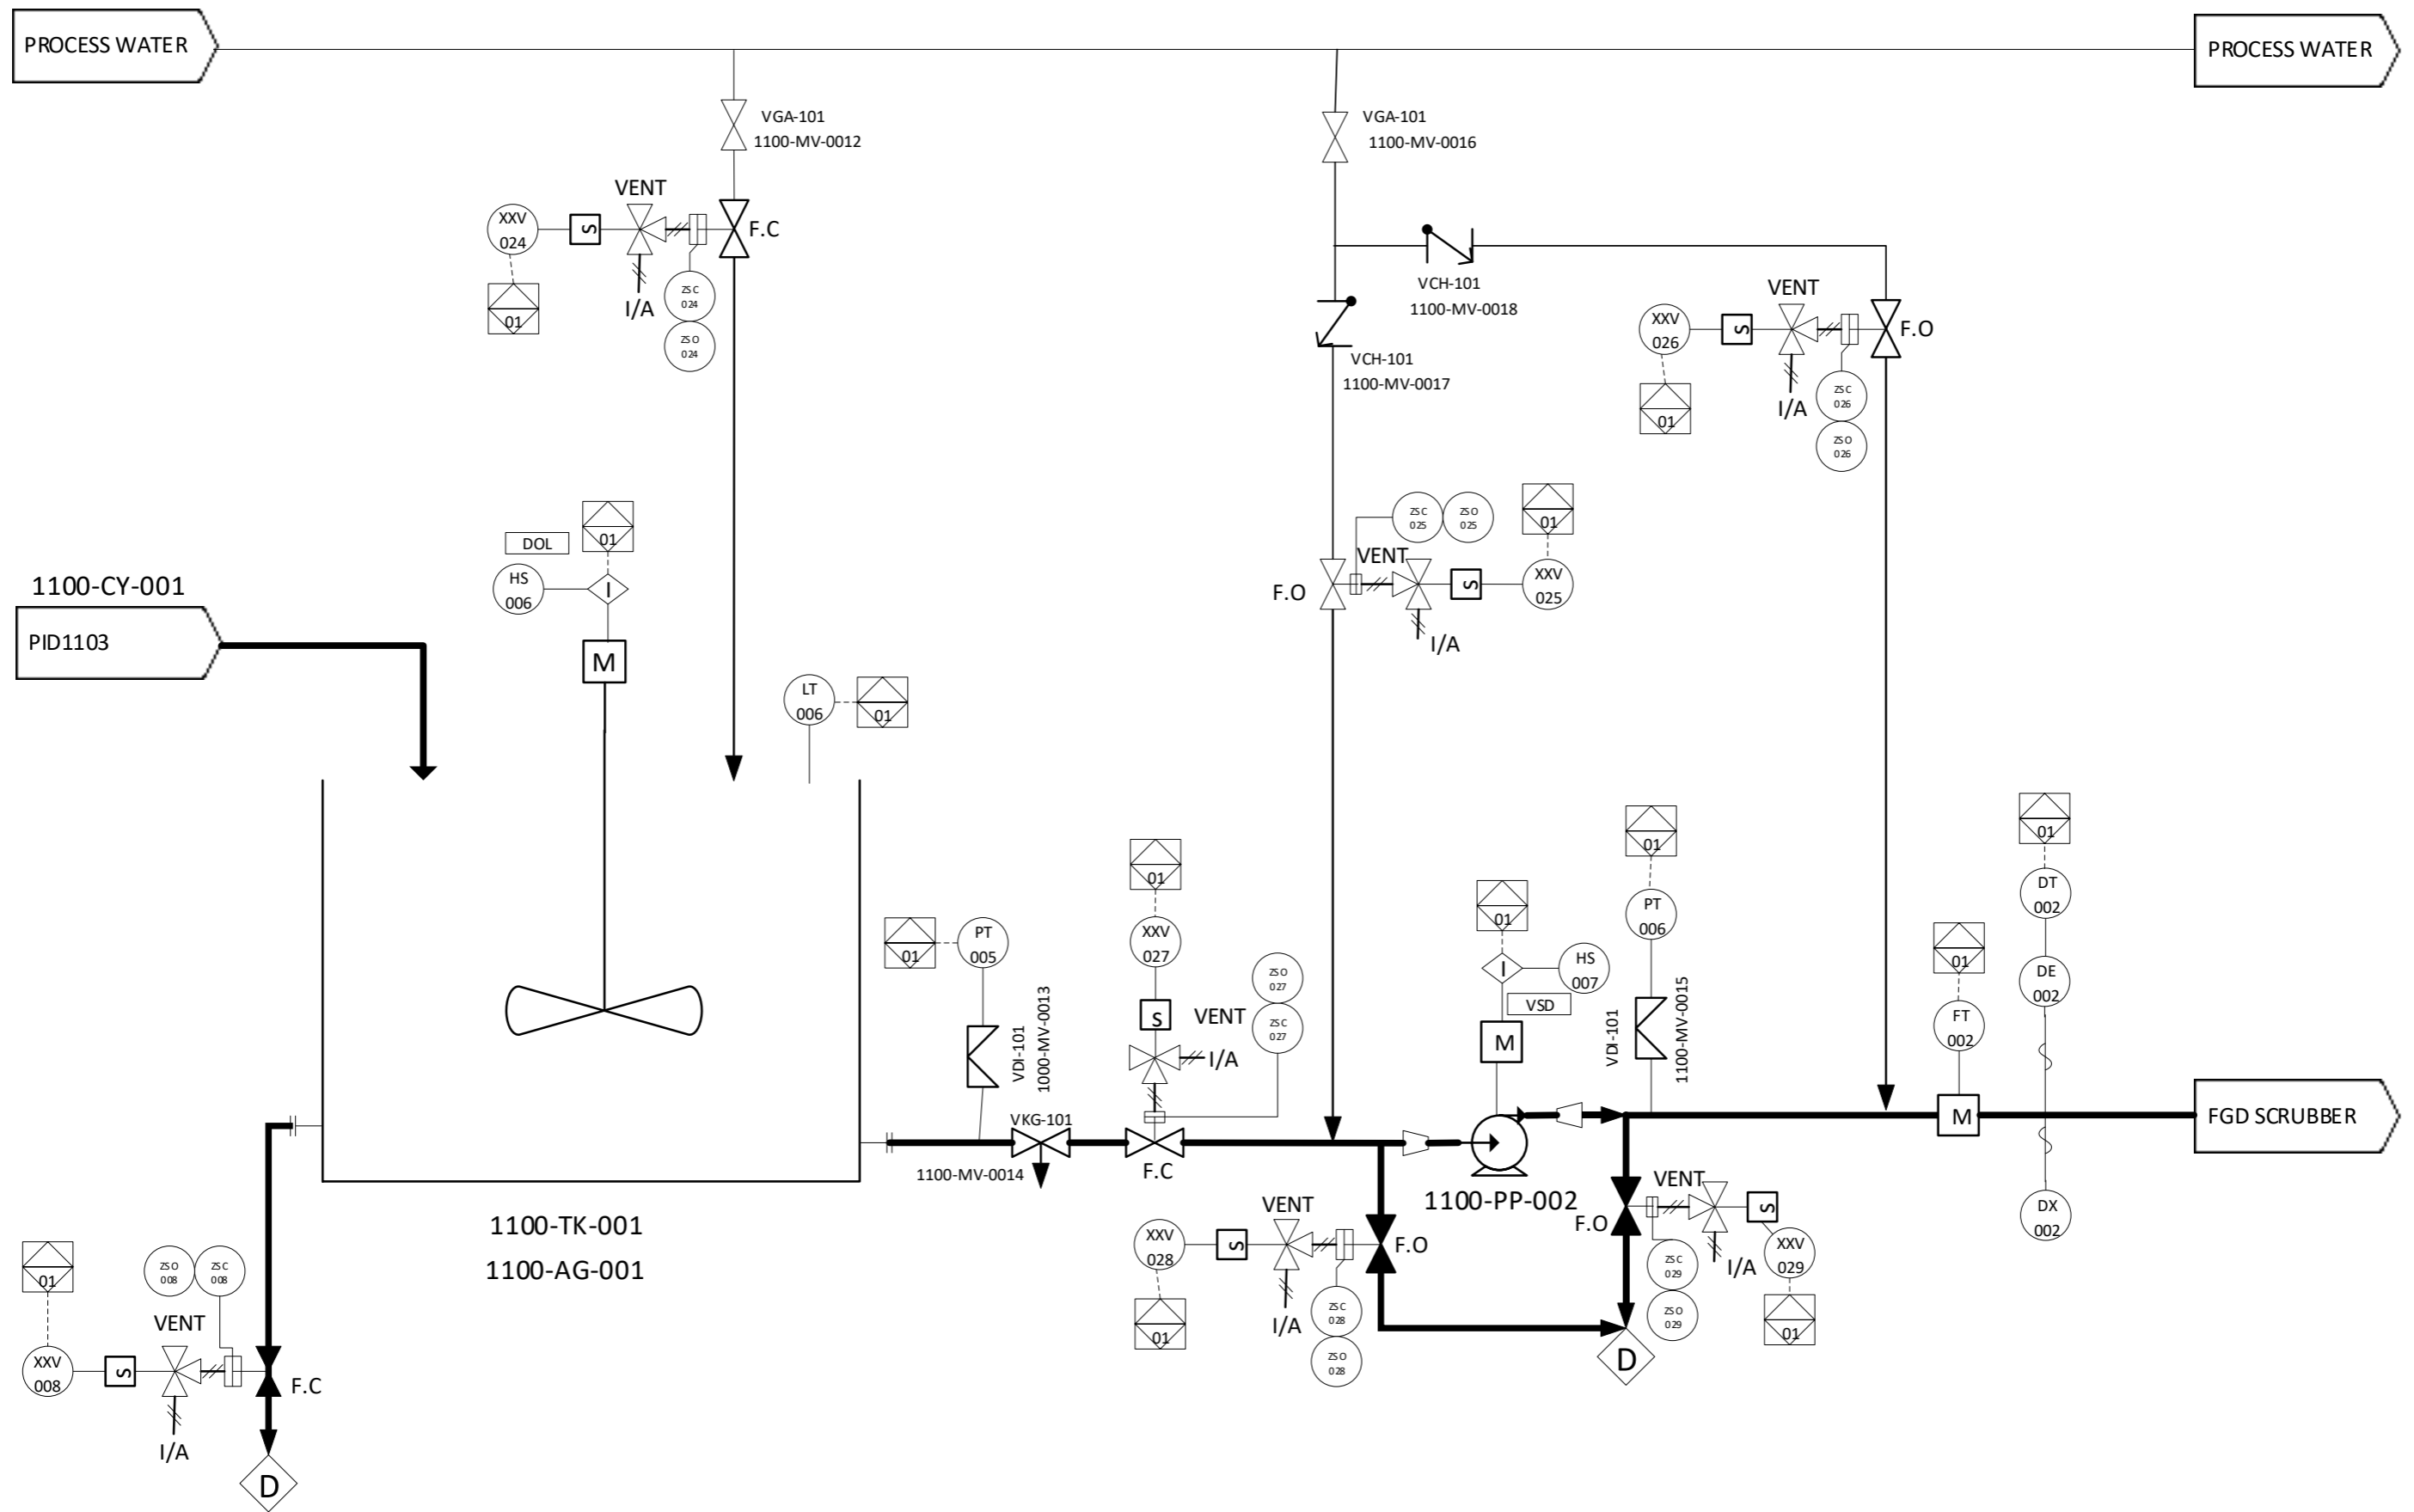 PROCESS WATER
PROCESS WATER
VGA-101
1100-MV-0012
VGA-101
1100-MV-0016
VENT
XXV
024
S
F.C
ZSC
024
01
I/A
ZSO
024
VCH-101
1100-MV-0018
VENT
XXV
026
S
F.O
VCH-101
1100-MV-0017
ZSC
026
01
I/A
ZSO
026
01
DOL
HS
006
I
M
ZSC
025
ZSO
025
01
VENT
F.O
S
XXV
025
I/A
1100-CY-001
PID1103
LT
006
01
01
DT
002
01
DE
002
01
PT
006
01
XXV
027
01
I
HS
007
VSD
M
01
PT
005
01
FT
002
ZSO
027
ZSC
027
S
VENT
I/A
VDI-101
1000-MV-0013
VDI-101
1100-MV-0015
VKG-101
1100-MV-0014
F.C
M
FGD SCRUBBER
1100-PP-002
DX
002
1100-TK-001
1100-AG-001
VENT
XXV
028
S
F.O
ZSC
028
01
I/A
ZSO
028
VENT
F.O
S
XXV
029
ZSC
029
I/A
ZSO
029
01
D
01
ZSO
008
ZSC
008
VENT
XXV
008
S
F.C
I/A
D